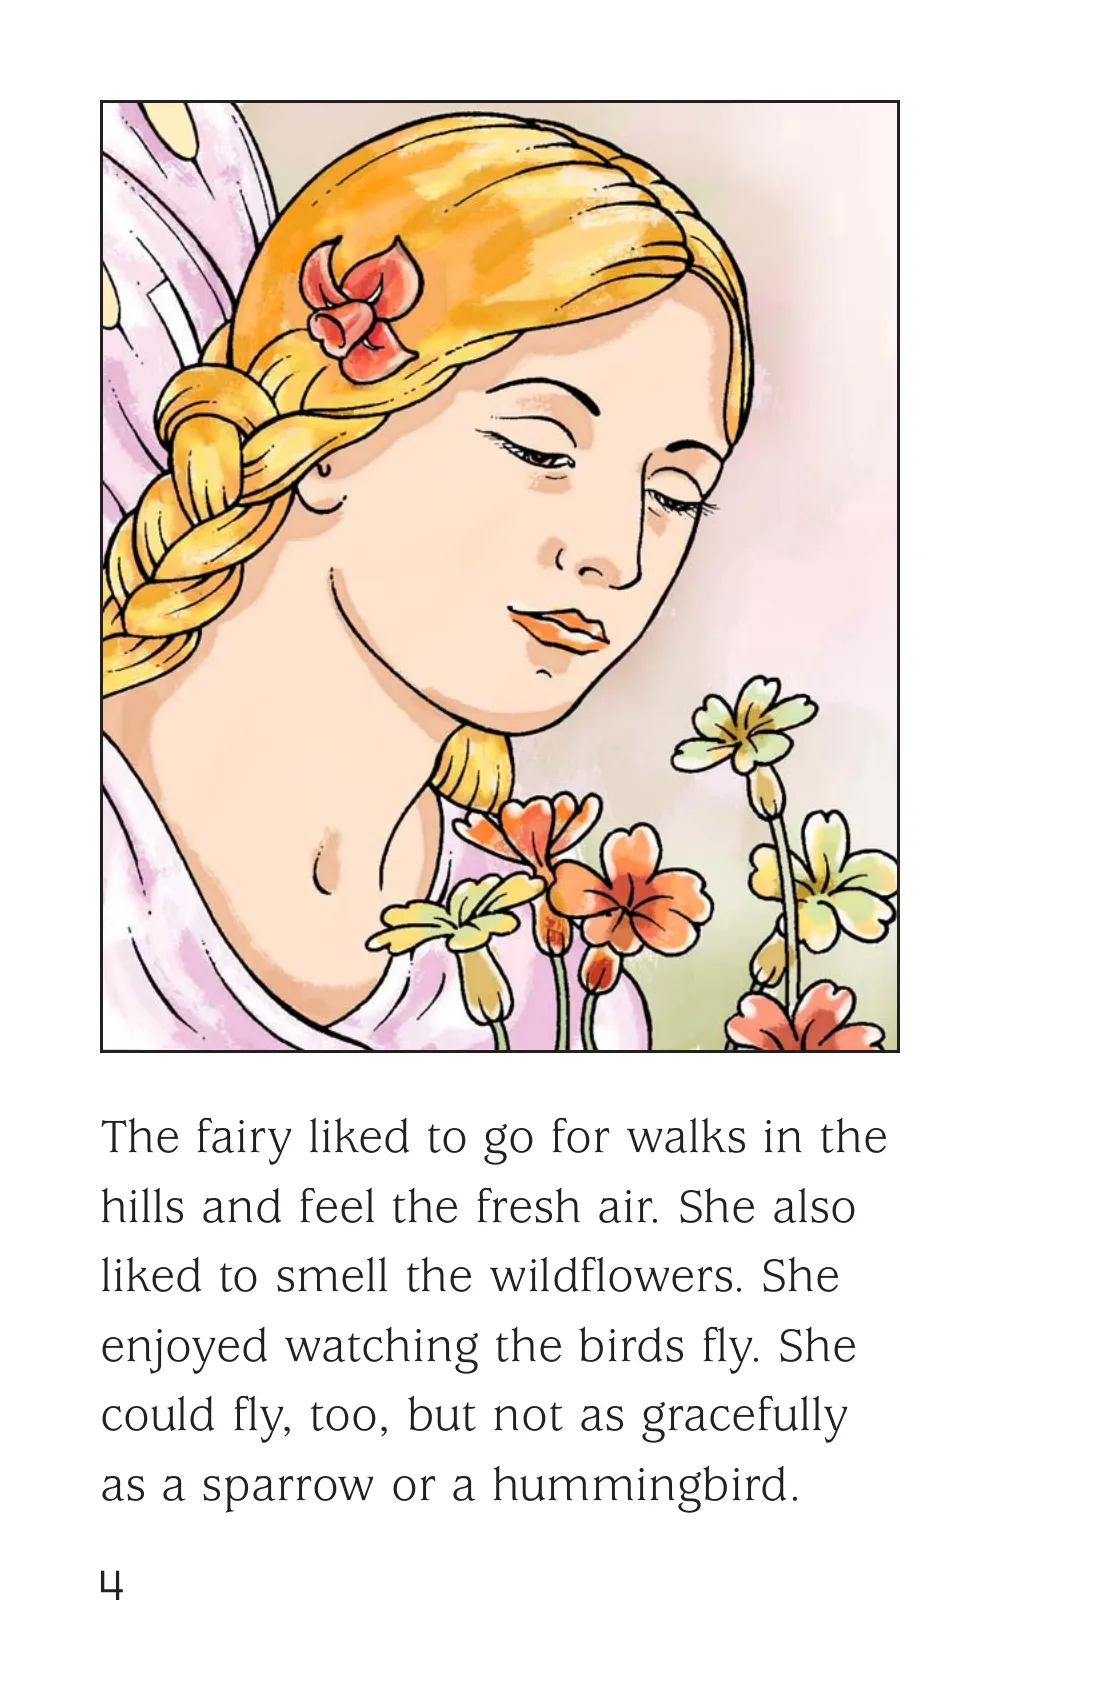 The fairy liked to go for walks in the
hills and feel the fresh air. She also
liked to smell the wildflowers. She
enjoyed watching the birds fly. She
could fly, too, but not as gracefully
as a sparrow or a hummingbird.
4